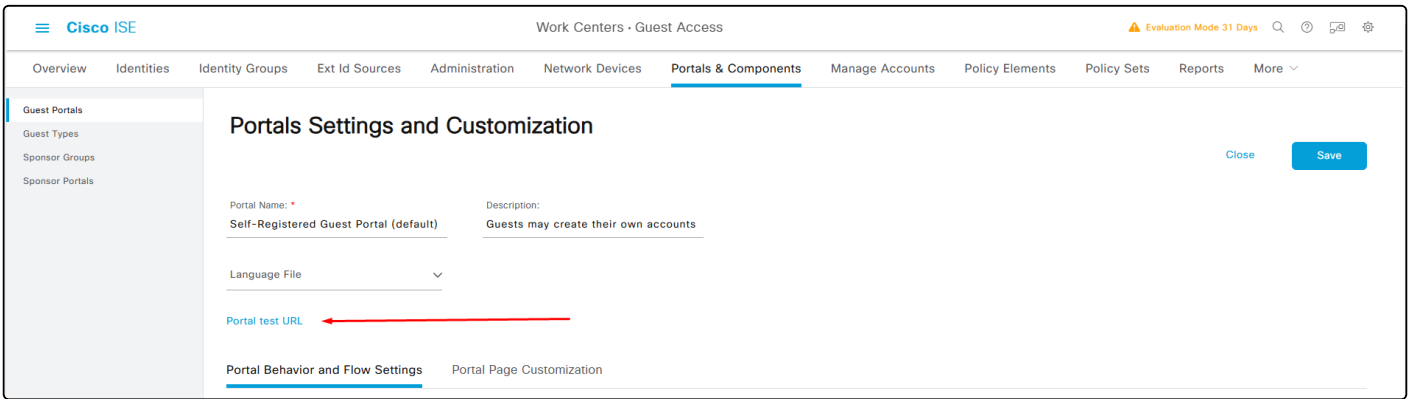 Cisco ISE
Work Centers · Guest Access
Evaluation Mode 31 Days
Overview Identities Identity Groups Ext Id Sources Administration Network Devices Portals & Components Manage Accounts Policy Elements Policy Sets Reports More
Guest Portals
Guest Types
Sponsor Groups
Sponsor Portals
Portals Settings and Customization
Close Save
Portal Name: * Description:
Self-Registered Guest Portal (default) Guests may create their own accounts
Language File
Portal test URL
Portal Behavior and Flow Settings Portal Page Customization